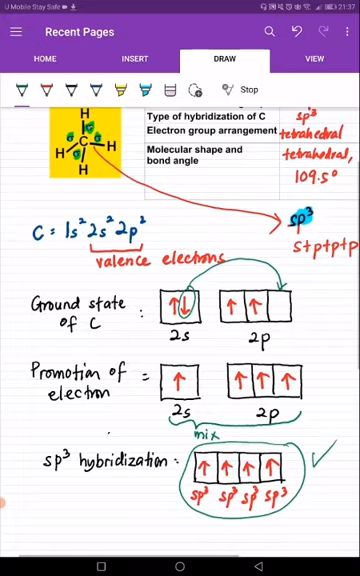 U Mobile Stay Safe
21:37
Recent Pages
HOME INSERT DRAW VIEW
Stop
H
H C H
H
σ σ σ σ
Type of hybridization of C sp³
Electron group arrangement tetrahedral
Molecular shape and bond angle tetrahedral, 109.5°
sp³
s+p+p+p
C = 1s² 2s² 2p²
valence electrons
Ground state of C :
2s 2p
Promotion of electron =
2s 2p
mix
sp³ hybridization :
sp³ sp³ sp³ sp³